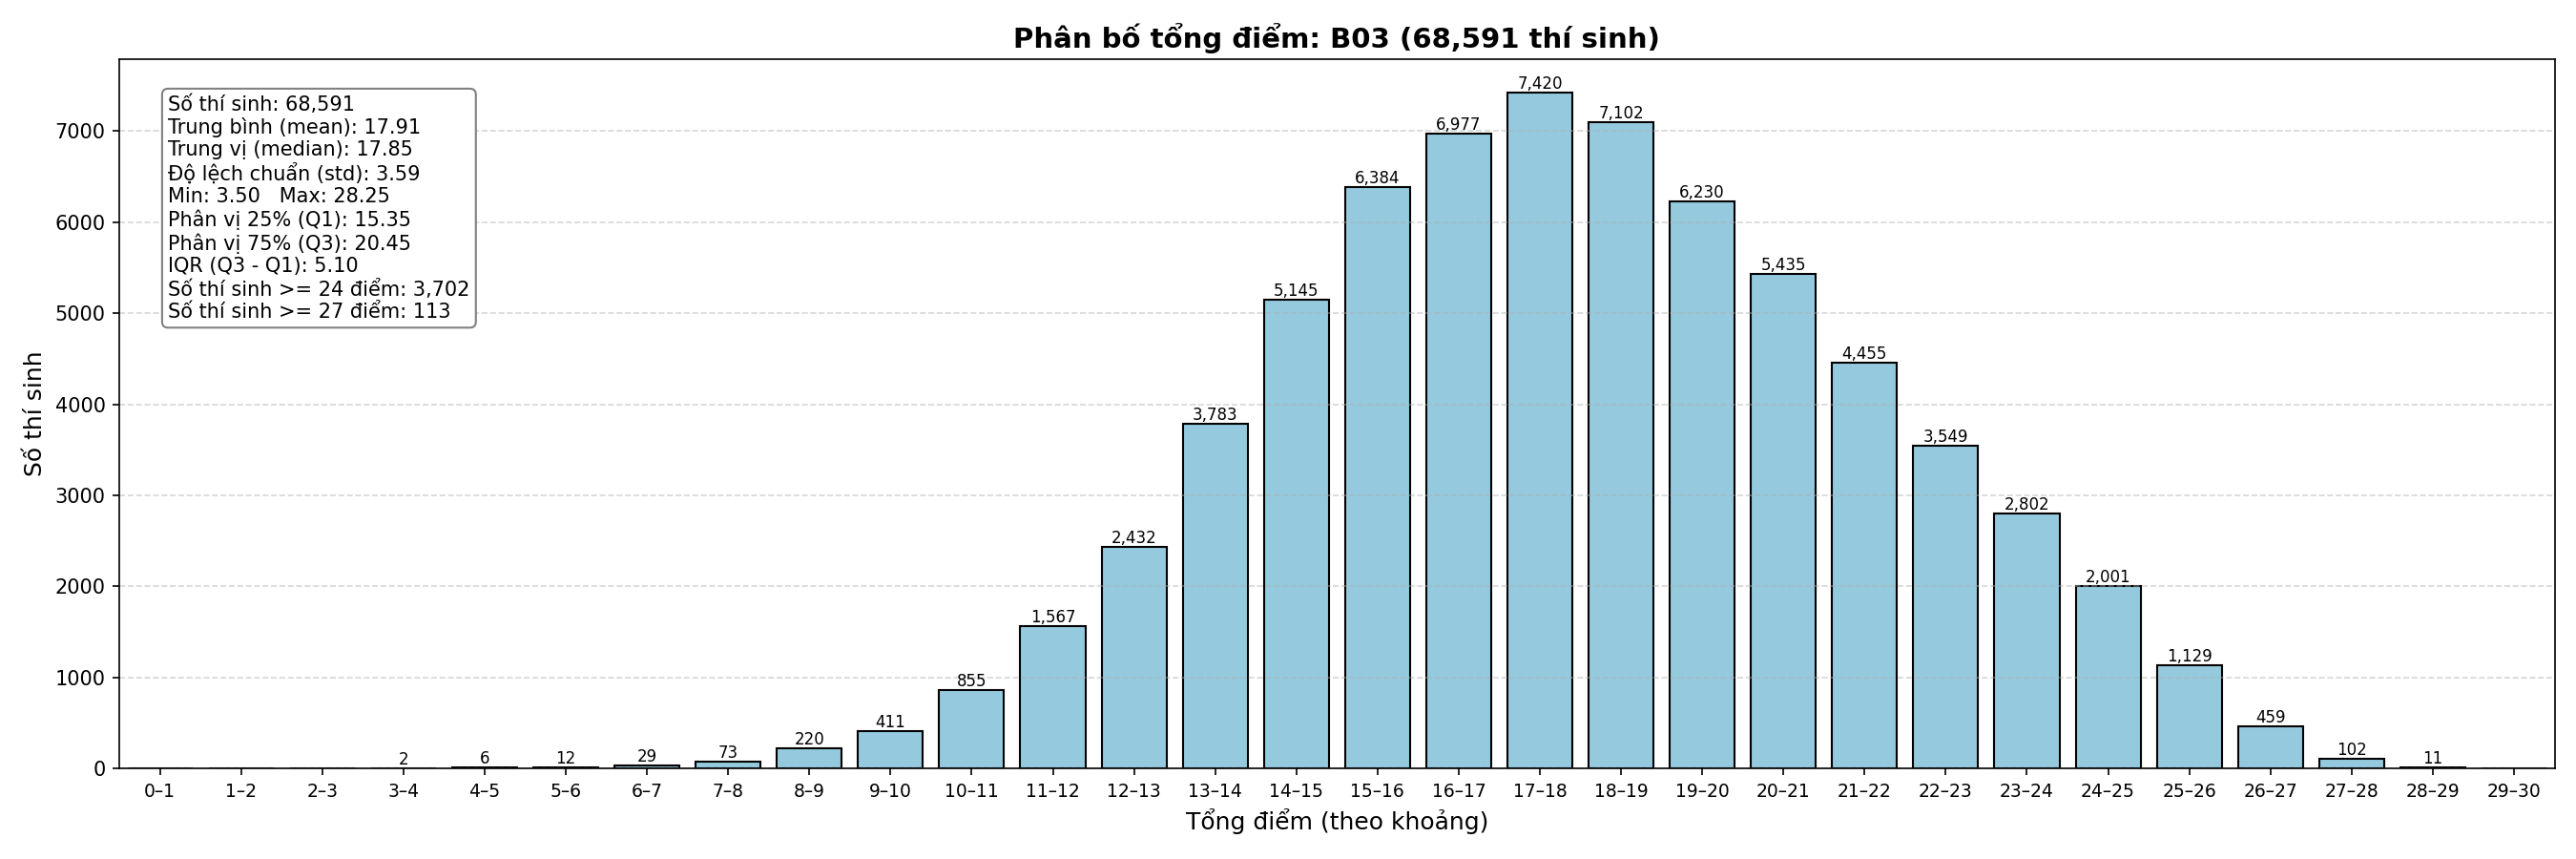 Phân bố tổng điểm: B03 (68,591 thí sinh)
Số thí sinh: 68,591
Trung bình (mean): 17.91
Trung vị (median): 17.85
Độ lệch chuẩn (std): 3.59
Min: 3.50   Max: 28.25
Phân vị 25% (Q1): 15.35
Phân vị 75% (Q3): 20.45
IQR (Q3 - Q1): 5.10
Số thí sinh >= 24 điểm: 3,702
Số thí sinh >= 27 điểm: 113
Số thí sinh
7000
6000
5000
4000
3000
2000
1000
0
2
6
12
29
73
220
411
855
1,567
2,432
3,783
5,145
6,384
6,977
7,420
7,102
6,230
5,435
4,455
3,549
2,802
2,001
1,129
459
102
11
0–1 1–2 2–3 3–4 4–5 5–6 6–7 7–8 8–9 9–10 10–11 11–12 12–13 13–14 14–15 15–16 16–17 17–18 18–19 19–20 20–21 21–22 22–23 23–24 24–25 25–26 26–27 27–28 28–29 29–30
Tổng điểm (theo khoảng)